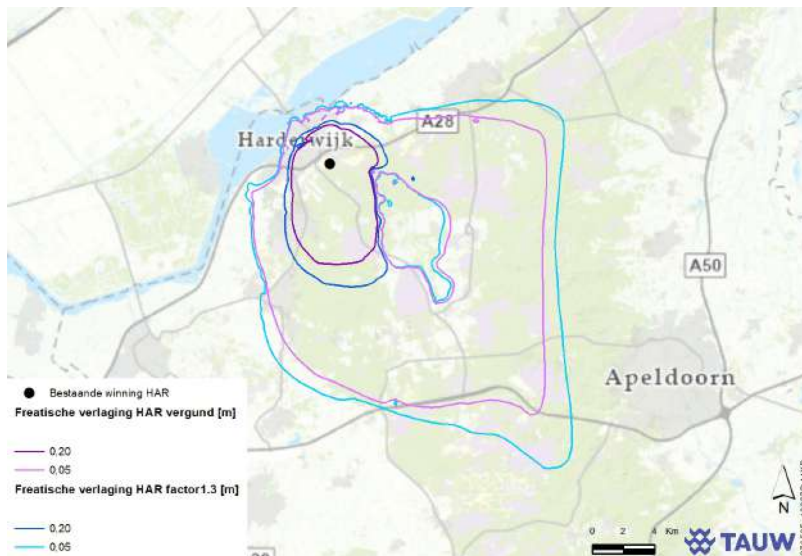 Harderwijk
A28
A50
Apeldoorn
Bestaande winning HAR
Freatische verlaging HAR vergund [m]
0,20
0,05
Freatische verlaging HAR factor1.3 [m]
0,20
0,05
N
0 2 4 Km
TAUW